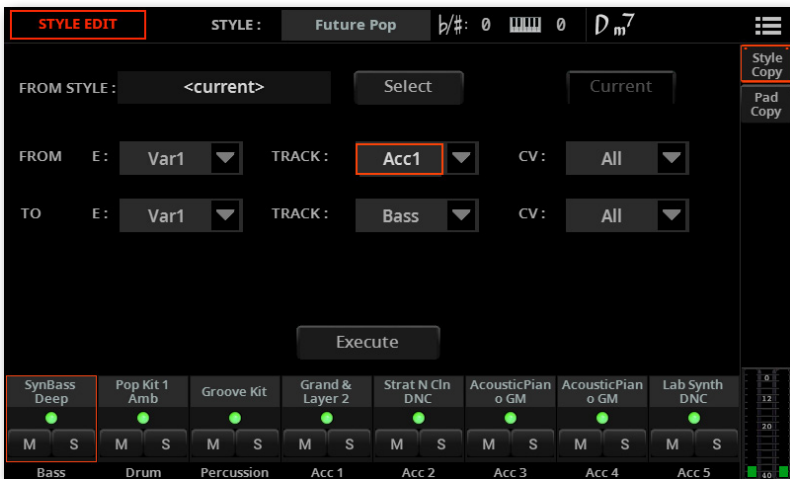 STYLE EDIT STYLE : Future Pop ♭/#: 0 0 Dm7
Style
Copy
Pad
Copy
FROM STYLE : <current> Select Current
FROM E : Var1 TRACK : Acc1 CV : All
TO E : Var1 TRACK : Bass CV : All
Execute
SynBass
Deep
Pop Kit 1
Amb
Groove Kit
Grand &
Layer 2
Strat N Cln
DNC
AcousticPian
o GM
AcousticPian
o GM
Lab Synth
DNC
M S M S M S M S M S M S M S M S
Bass Drum Percussion Acc 1 Acc 2 Acc 3 Acc 4 Acc 5
0
12
20
40